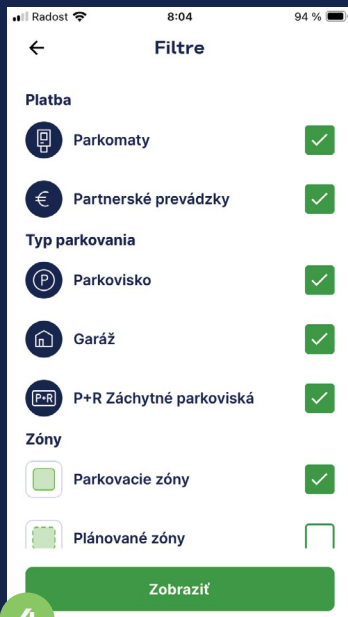 Radost 8:04 94 %
Filtre
Platba
Parkomaty
€ Partnerské prevádzky
Typ parkovania
P Parkovisko
Garáž
P+R P+R Záchytné parkoviská
Zóny
Parkovacie zóny
Plánované zóny
Zobraziť